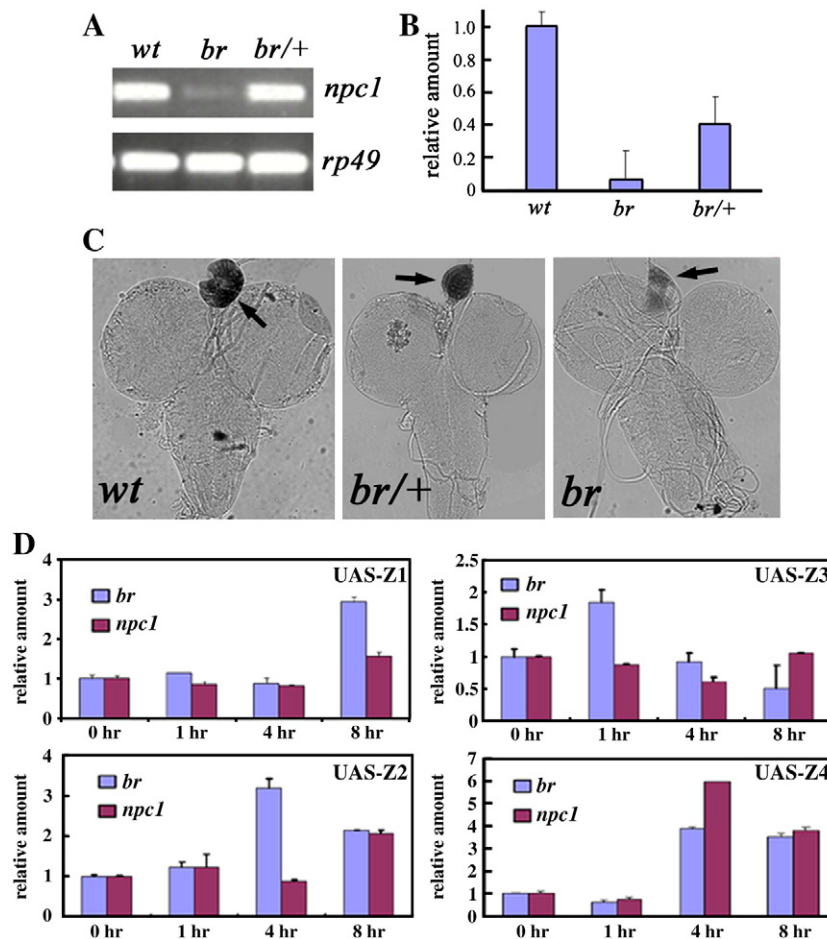 A
wt br br/+
npc1
rp49
B
relative amount
1.0
0.8
0.6
0.4
0.2
0
wt br br/+
C
wt
br/+
br
D
relative amount
4
3
2
1
0
br
npc1
UAS-Z1
0 hr 1 hr 4 hr 8 hr
relative amount
2.5
2
1.5
1
0.5
0
br
npc1
UAS-Z3
0 hr 1 hr 4 hr 8 hr
relative amount
4
3
2
1
0
br
npc1
UAS-Z2
0 hr 1 hr 4 hr 8 hr
relative amount
7
6
5
4
3
2
1
0
br
npc1
UAS-Z4
0 hr 1 hr 4 hr 8 hr